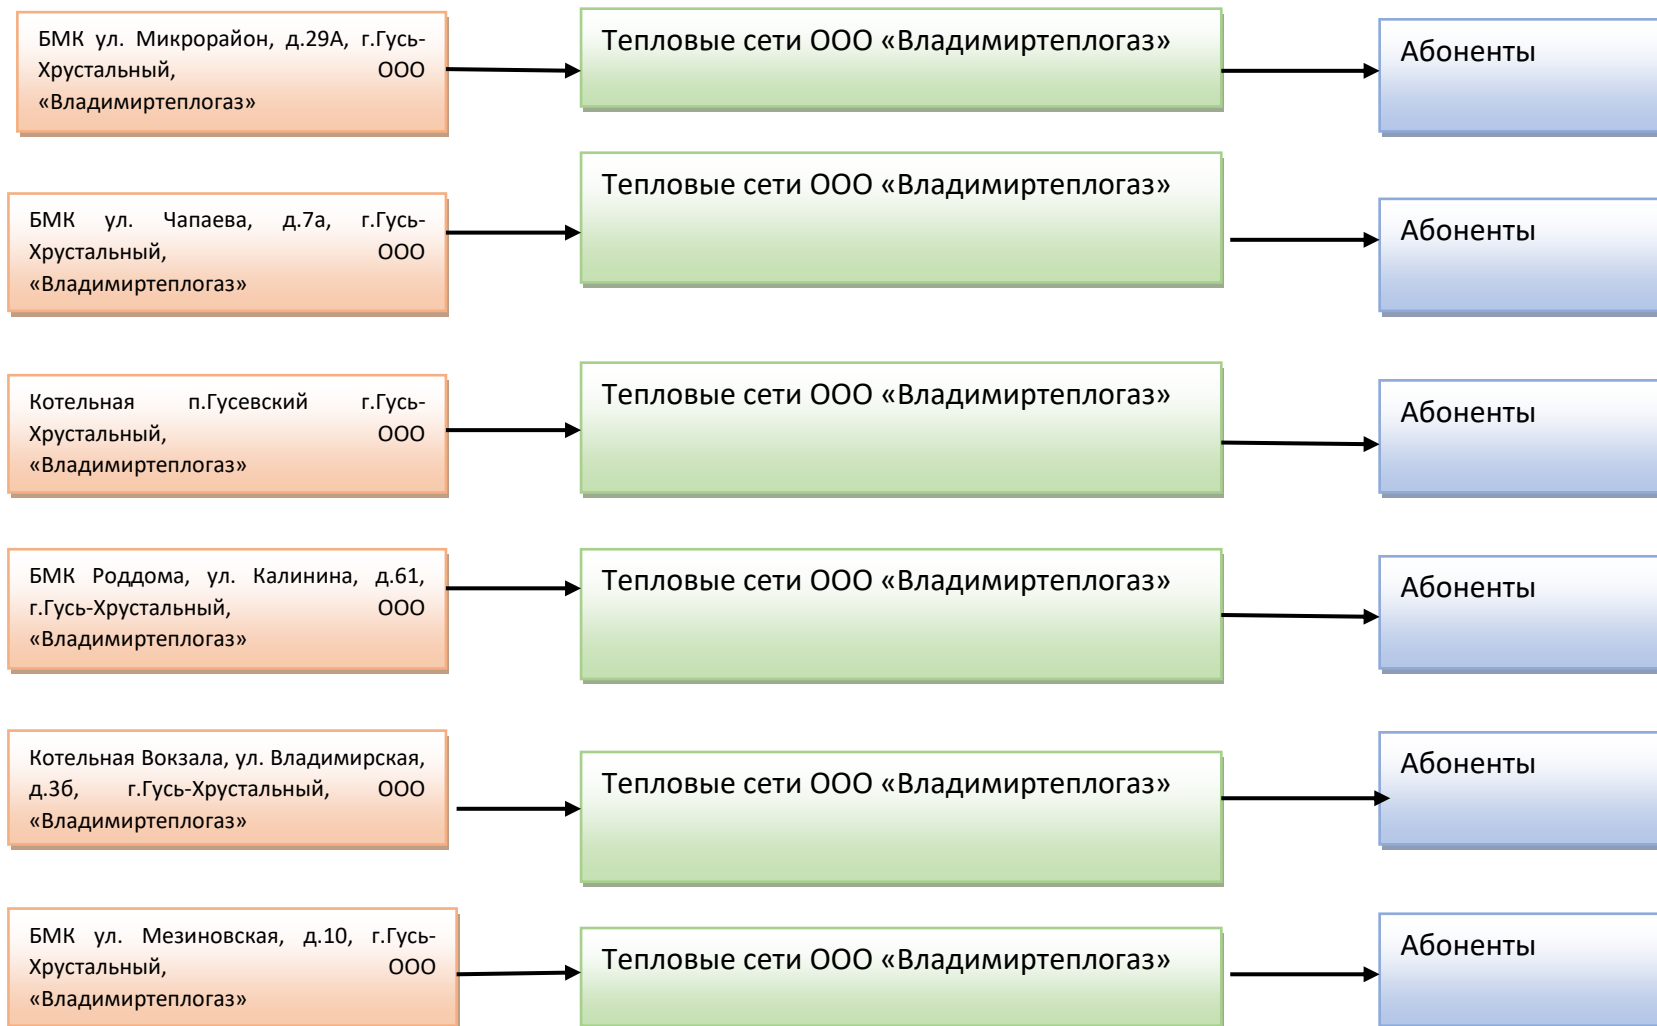 БМК ул. Микрорайон, д.29А, г.Гусь-
Хрустальный, ООО
«Владимиртеплогаз»
Тепловые сети ООО «Владимиртеплогаз»
Абоненты
БМК ул. Чапаева, д.7а, г.Гусь-
Хрустальный, ООО
«Владимиртеплогаз»
Тепловые сети ООО «Владимиртеплогаз»
Абоненты
Котельная п.Гусевский г.Гусь-
Хрустальный, ООО
«Владимиртеплогаз»
Тепловые сети ООО «Владимиртеплогаз»
Абоненты
БМК Роддома, ул. Калинина, д.61,
г.Гусь-Хрустальный, ООО
«Владимиртеплогаз»
Тепловые сети ООО «Владимиртеплогаз»
Абоненты
Котельная Вокзала, ул. Владимирская,
д.3б, г.Гусь-Хрустальный, ООО
«Владимиртеплогаз»
Тепловые сети ООО «Владимиртеплогаз»
Абоненты
БМК ул. Мезиновская, д.10, г.Гусь-
Хрустальный, ООО
«Владимиртеплогаз»
Тепловые сети ООО «Владимиртеплогаз»
Абоненты